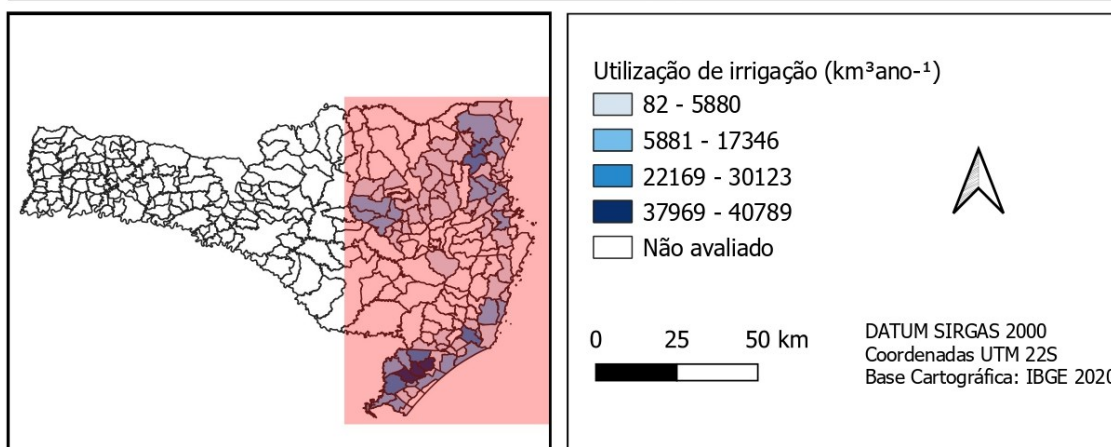 Utilização de irrigação (km³ano-¹)
82 - 5880
5881 - 17346
22169 - 30123
37969 - 40789
Não avaliado
0 25 50 km
DATUM SIRGAS 2000
Coordenadas UTM 22S
Base Cartográfica: IBGE 2020